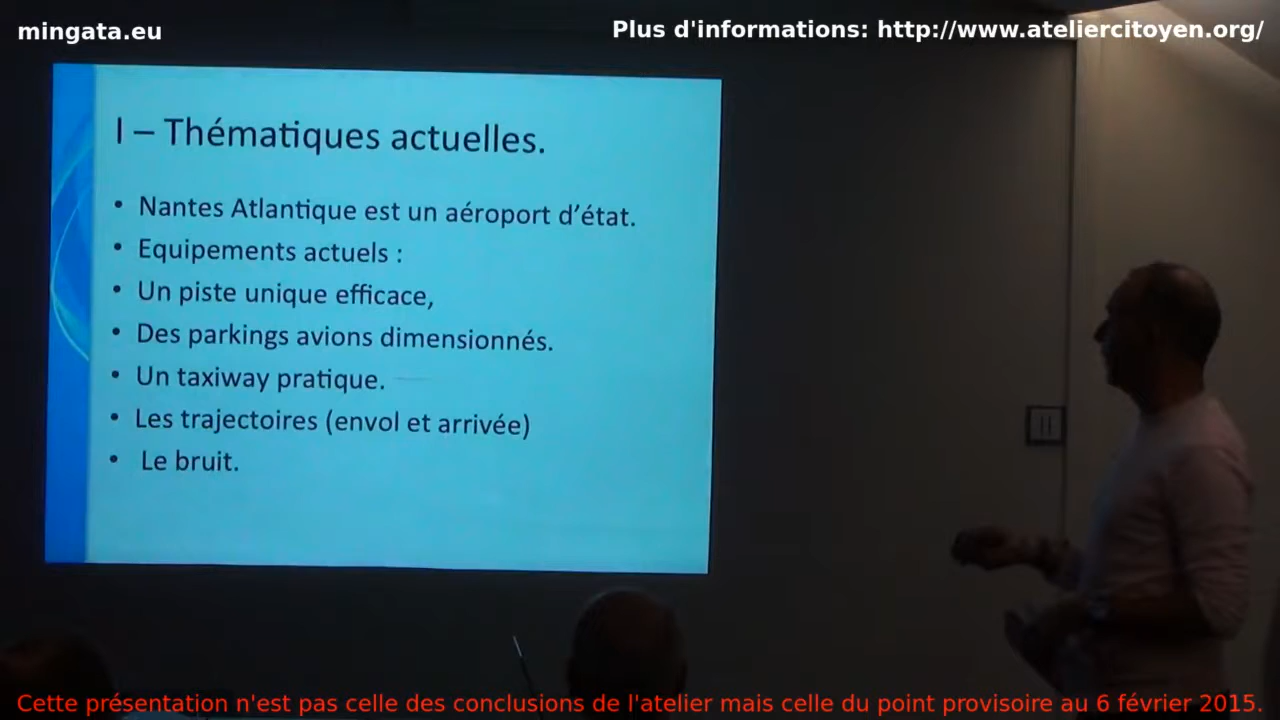 mingata.eu
Plus d'informations: http://www.ateliercitoyen.org/
I – Thématiques actuelles.
• Nantes Atlantique est un aéroport d’état.
• Equipements actuels :
• Un piste unique efficace,
• Des parkings avions dimensionnés.
• Un taxiway pratique.
• Les trajectoires (envol et arrivée)
• Le bruit.
Cette présentation n'est pas celle des conclusions de l'atelier mais celle du point provisoire au 6 février 2015.